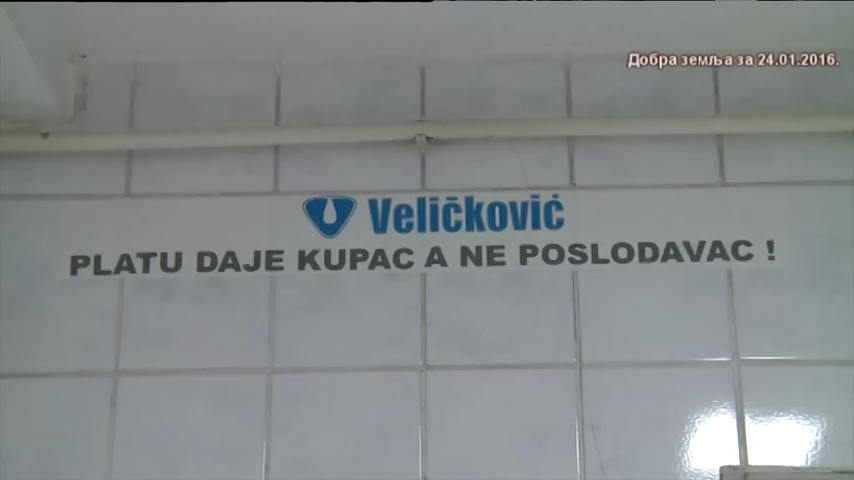 Добра земља за 24.01.2016.
Veličković
PLATU DAJE KUPAC A NE POSLODAVAC !